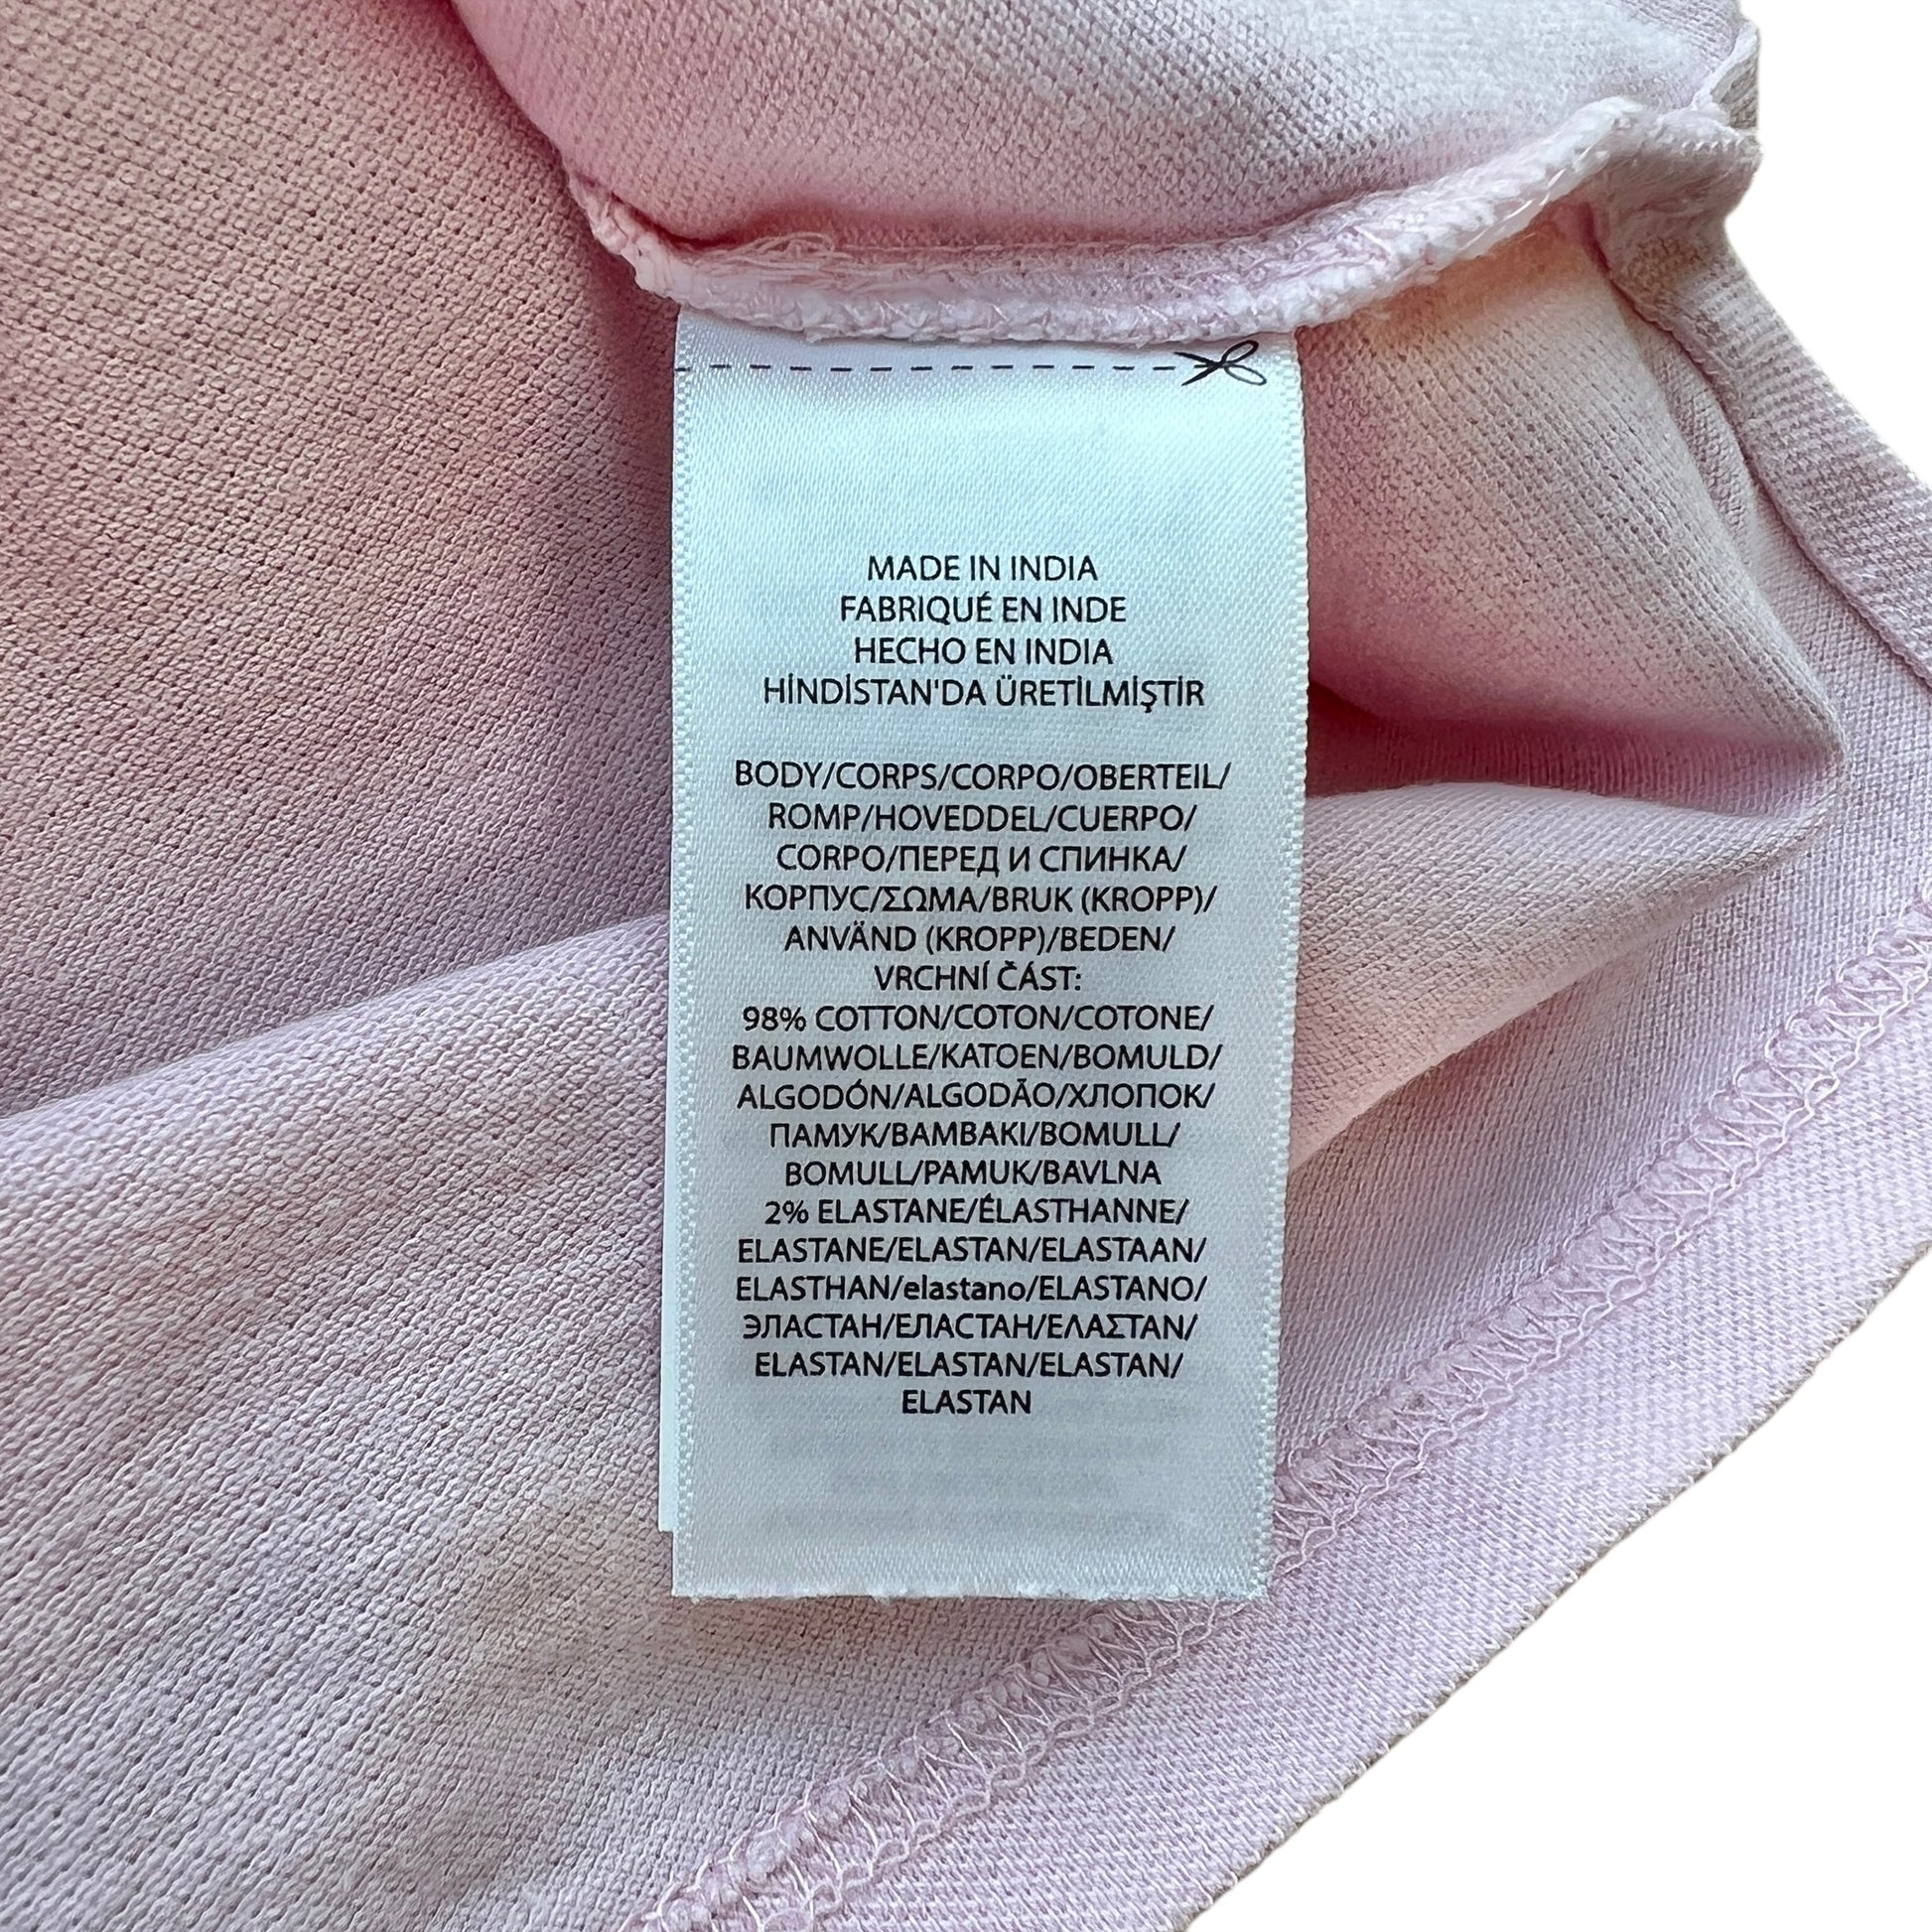 MADE IN INDIA
FABRIQUÉ EN INDE
HECHO EN INDIA
HİNDİSTAN'DA ÜRETİLMİŞTİR
BODY/CORPS/CORPO/OBERTEIL/
ROMP/HOVEDDEL/CUERPO/
CORPO/ПЕРЕД И СПИНКА/
КОРПУС/ΣΩΜΑ/BRUK (KROPP)/
ANVÄND (KROPP)/BEDEN/
VRCHNÍ ČÁST:
98% COTTON/COTON/COTONE/
BAUMWOLLE/KATOEN/BOMULD/
ALGODÓN/ALGODÃO/ХЛОПОК/
ПАМУК/ΒΑΜΒΑΚΙ/BOMULL/
BOMULL/PAMUK/BAVLNA
2% ELASTANE/ÉLASTHANNE/
ELASTANE/ELASTAN/ELASTAAN/
ELASTHAN/elastano/ELASTANO/
ЭЛАСТАН/ЕЛАСТАН/ΕΛΑΣΤΑΝ/
ELASTAN/ELASTAN/ELASTAN/
ELASTAN